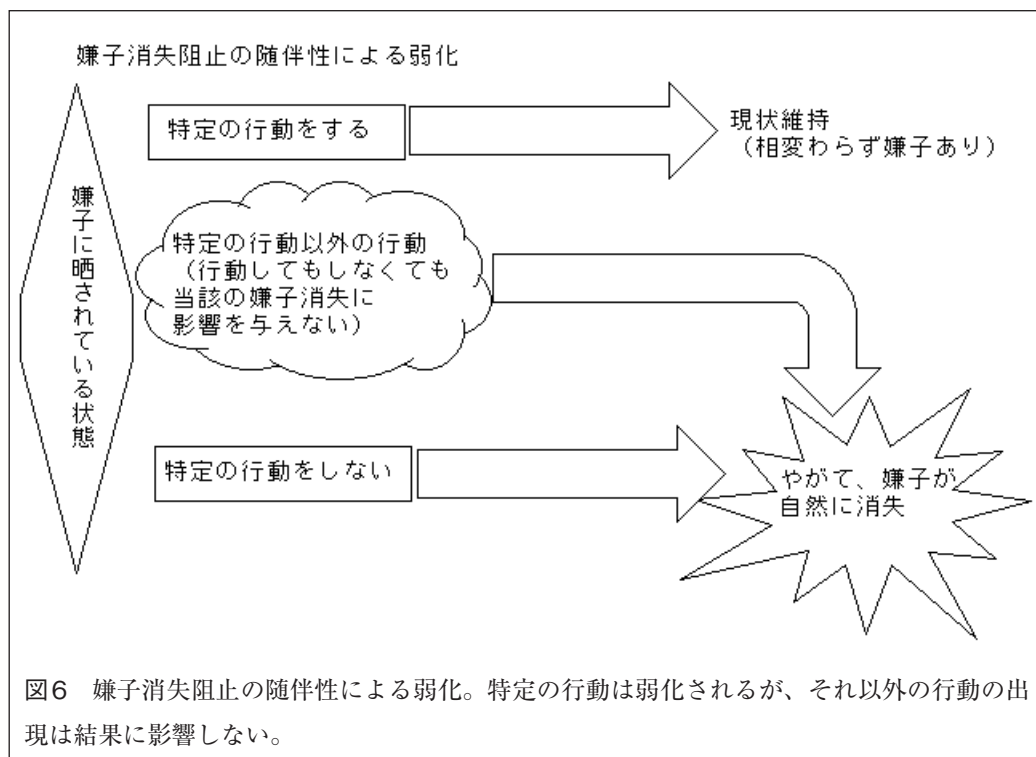 嫌子消失阻止の随伴性による弱化
特定の行動をする
現状維持
（相変わらず嫌子あり）
嫌子に晒されている状態
特定の行動以外の行動
（行動してもしなくても
当該の嫌子消失に
影響を与えない）
特定の行動をしない
やがて、嫌子が
自然に消失
図6　嫌子消失阻止の随伴性による弱化。特定の行動は弱化されるが、それ以外の行動の出
現は結果に影響しない。